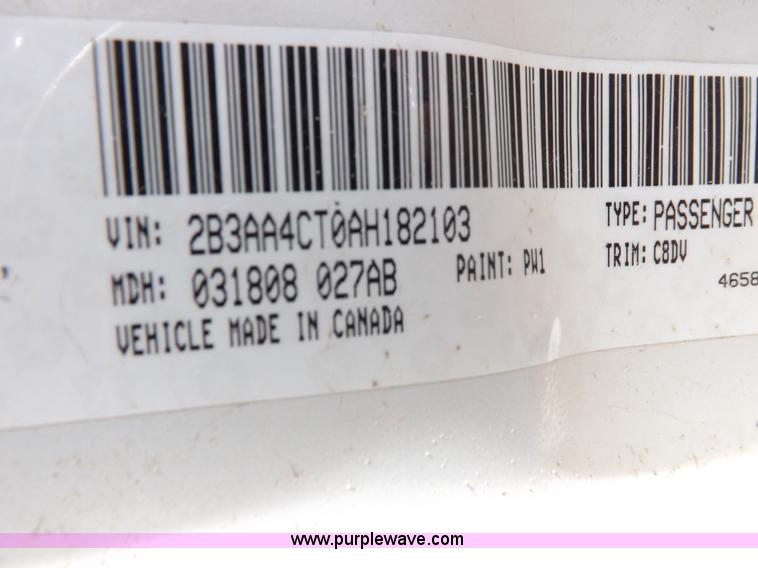 VIN: 2B3AA4CT0AH182103
TYPE: PASSENGER
MDH: 031808 027AB
PAINT: PW1
TRIM: C8DV
4658
VEHICLE MADE IN CANADA
www.purplewave.com